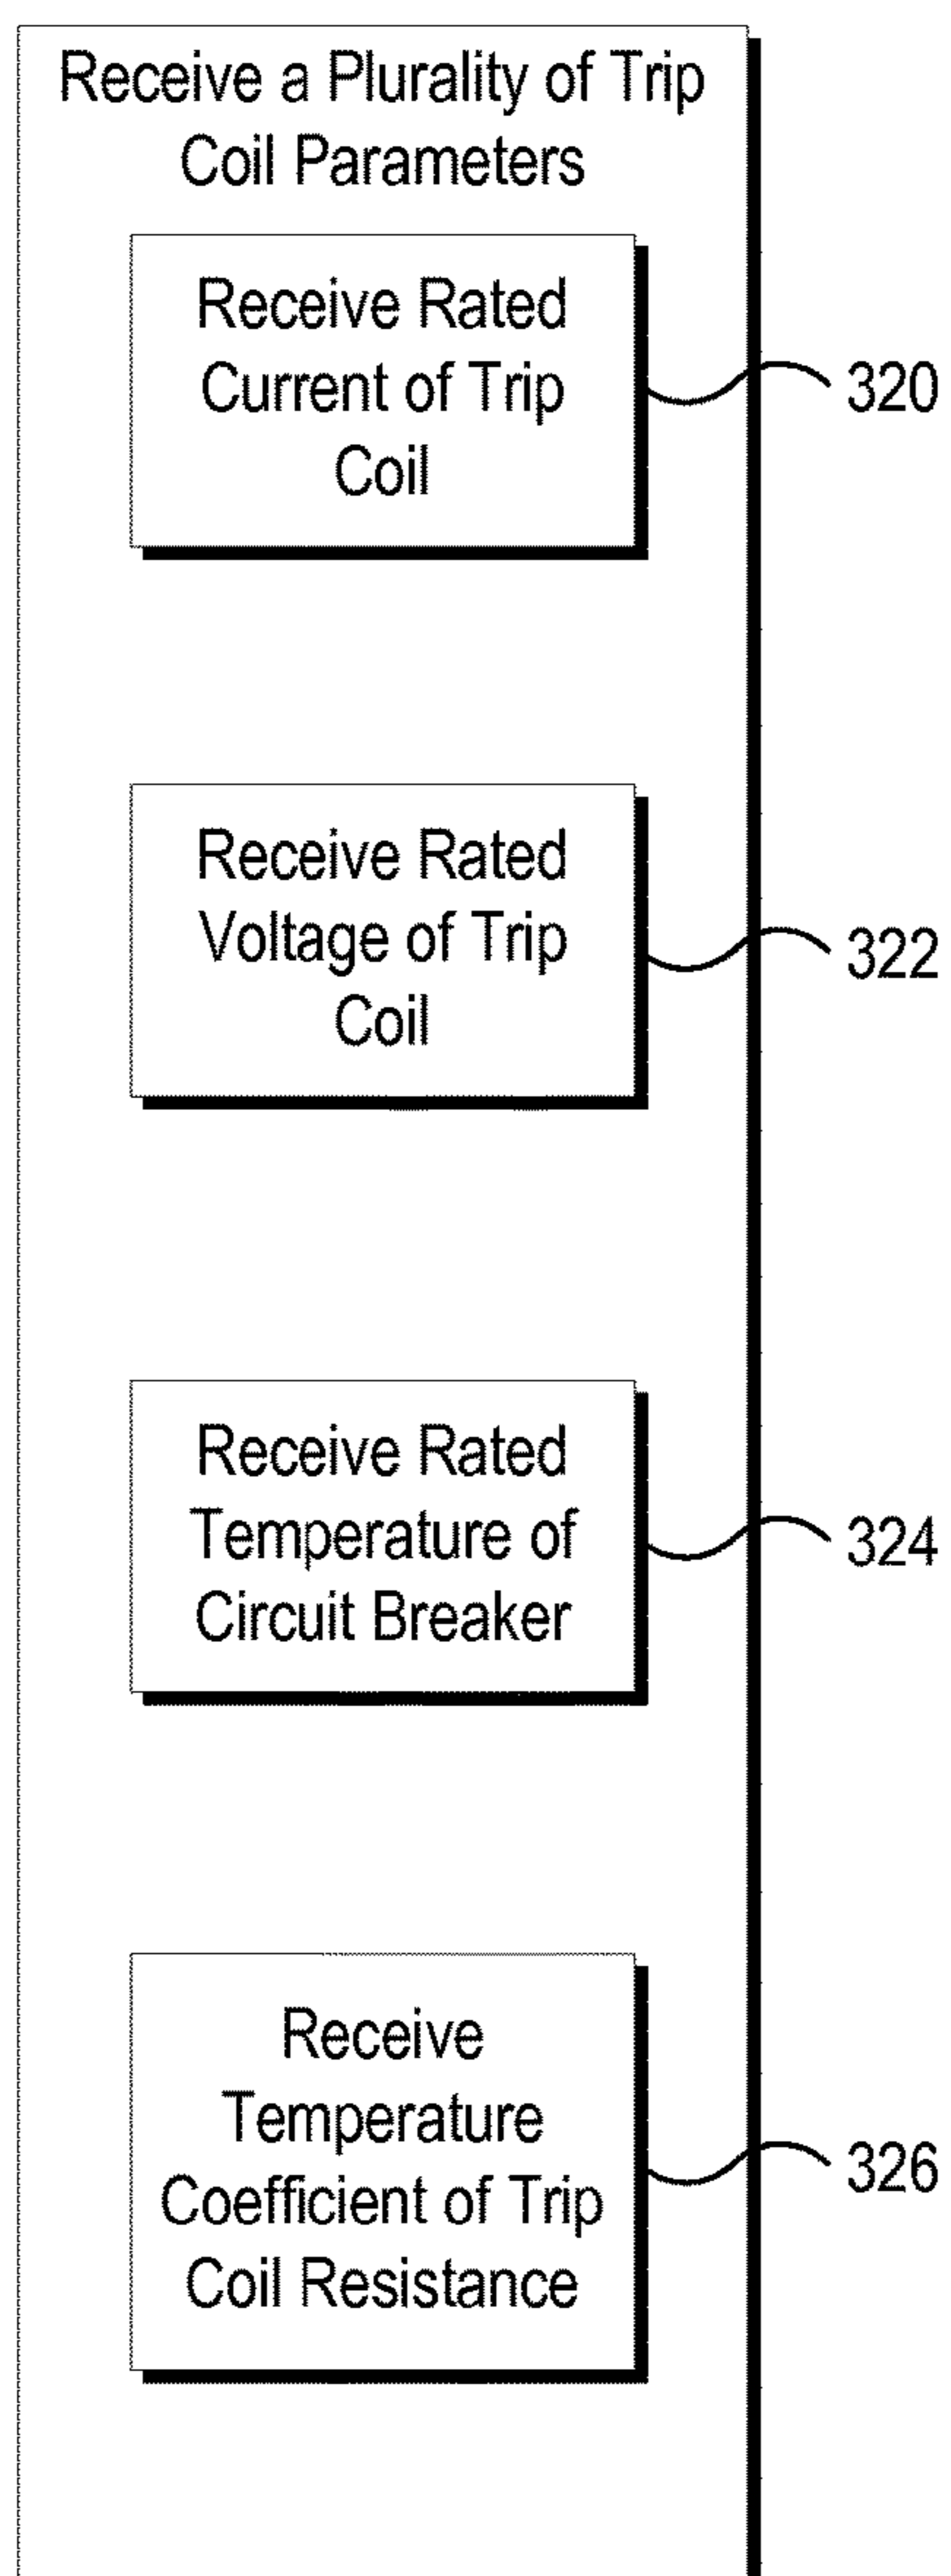 Receive a Plurality of Trip
Coil Parameters
Receive Rated
Current of Trip
Coil
320
Receive Rated
Voltage of Trip
Coil
322
Receive Rated
Temperature of
Circuit Breaker
324
Receive
Temperature
Coefficient of Trip
Coil Resistance
326